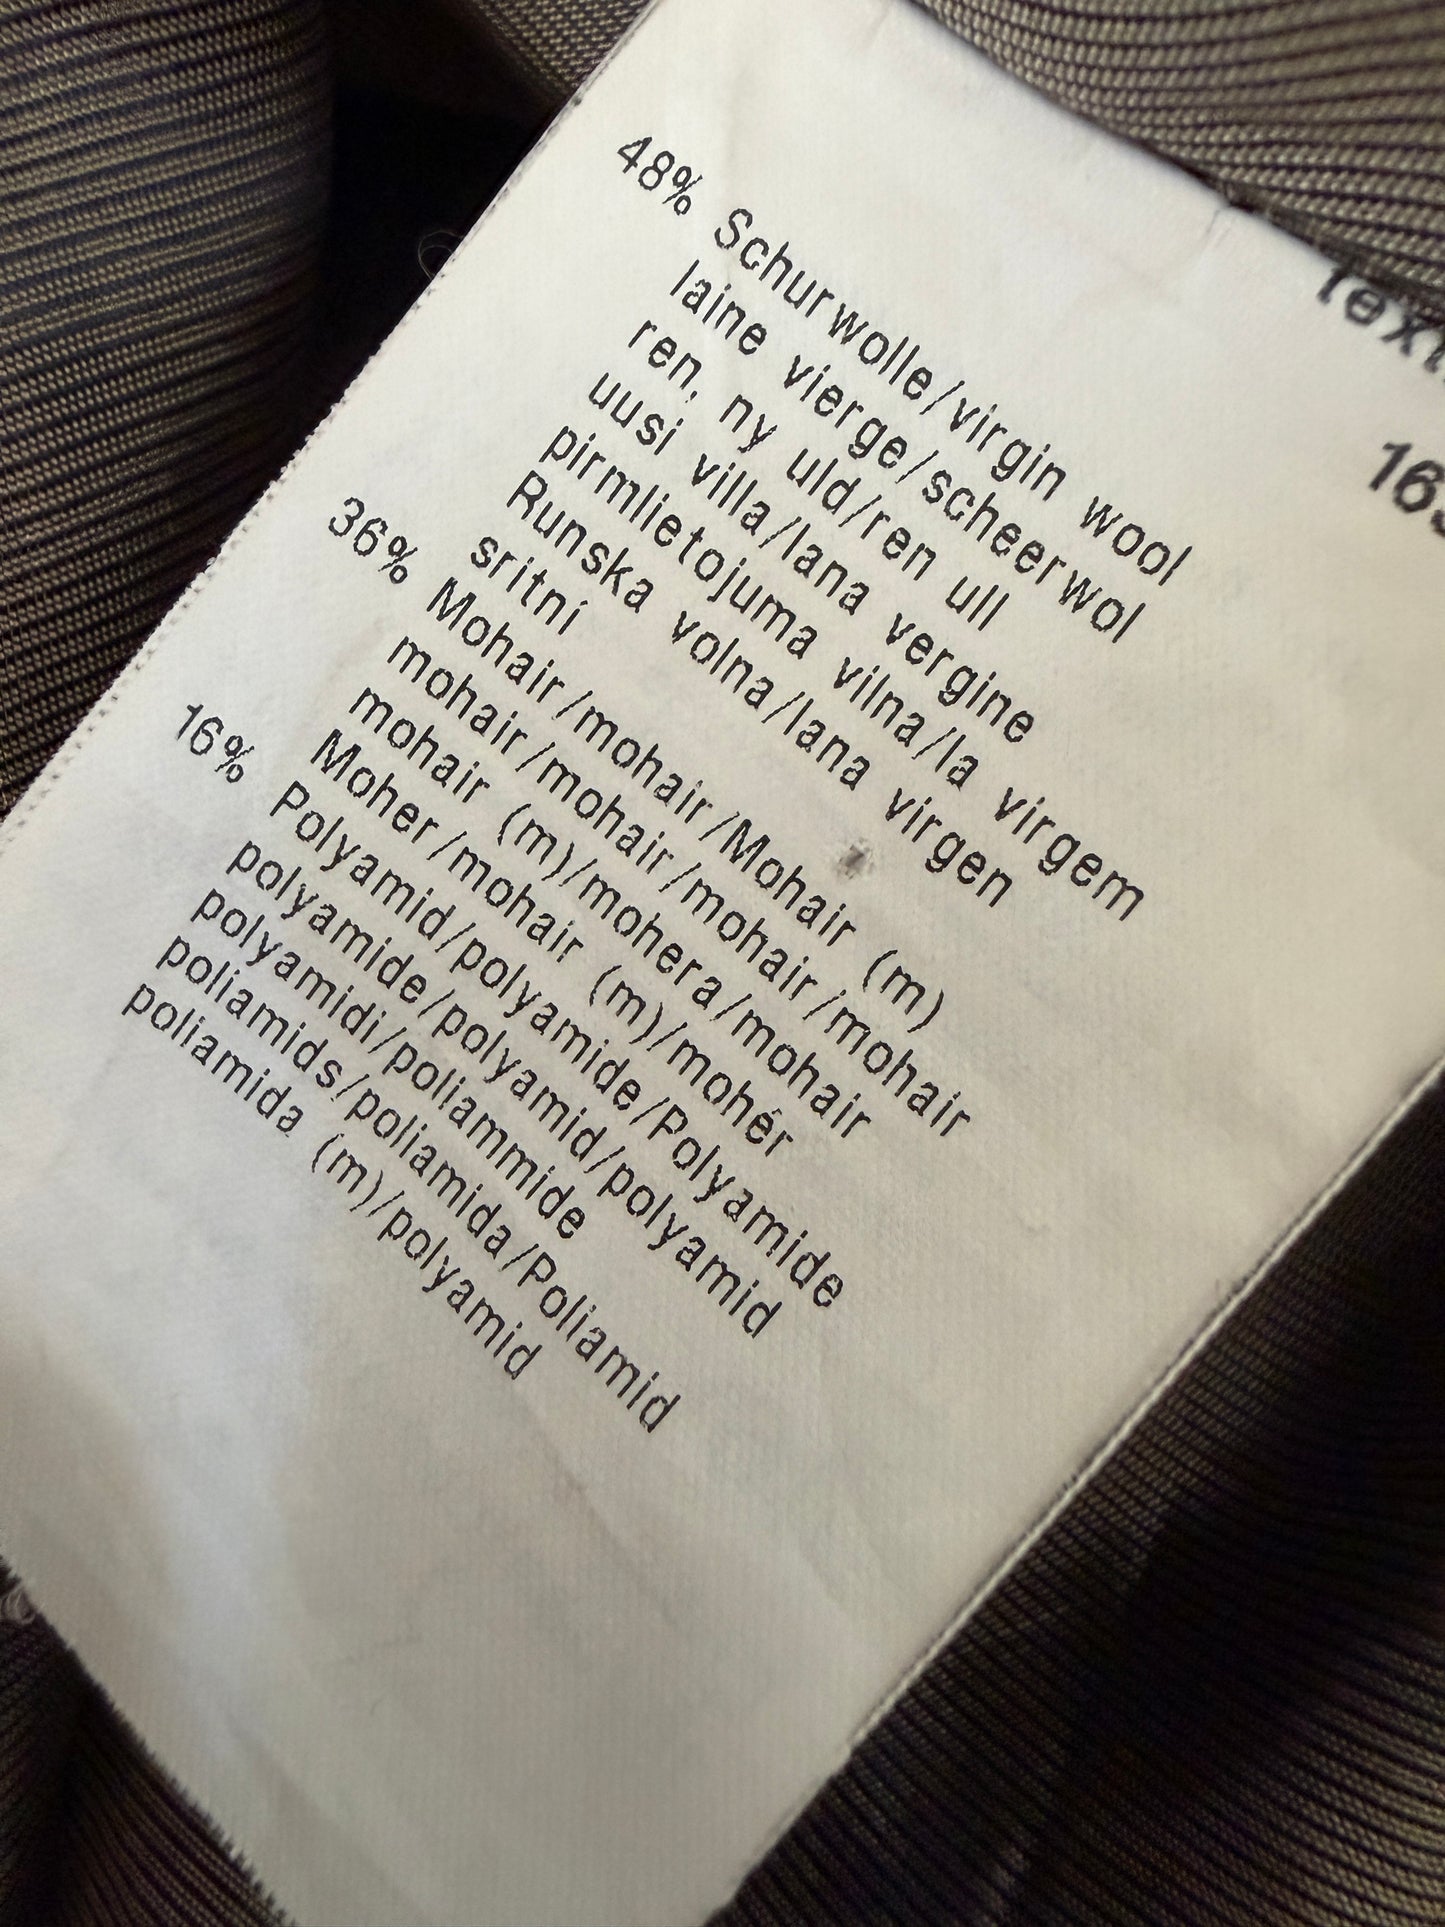 48% Schurwolle/virgin wool
laine vierge/scheerwol
ren, ny uld/ren ull
uusi villa/lana vergine
pirmlietojuma vilna/la virgem
Runska volna/lana virgen
sritní
36% Mohair/mohair/Mohair (m)
mohair/mohair/mohair/mohair
mohair (m)/mohera/mohair
Moher/mohair (m)/mohér
16% Polyamid/polyamide/Polyamide
polyamide/polyamid/polyamid
polyamidi/poliammide
poliamids/poliamida/Poliamid
poliamida (m)/polyamid